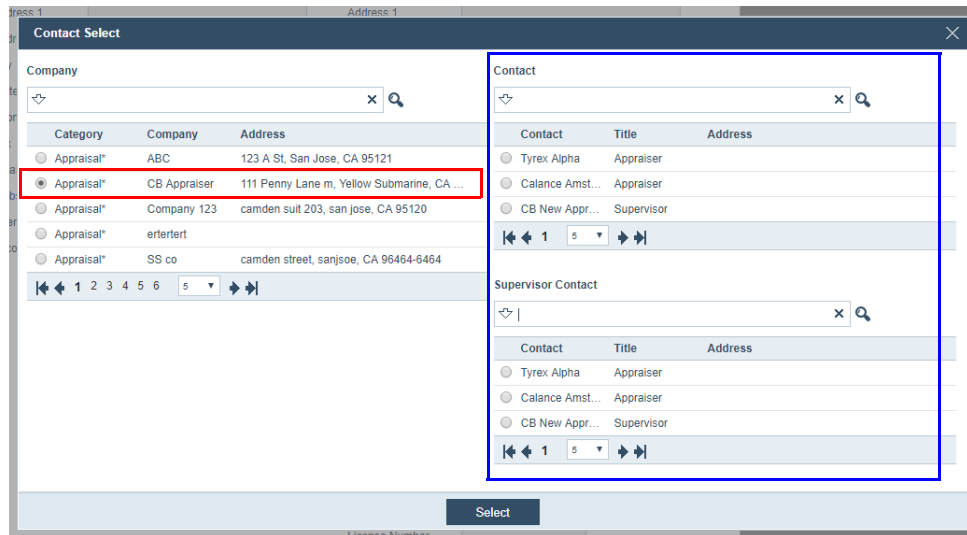 Address 1
Contact Select
Company
Category Company Address
Appraisal* ABC 123 A St, San Jose, CA 95121
Appraisal* CB Appraiser 111 Penny Lane m, Yellow Submarine, CA ...
Appraisal* Company 123 camden suit 203, san jose, CA 95120
Appraisal* ertertert
Appraisal* SS co camden street, sanjsoe, CA 96464-6464
1 2 3 4 5 6 5
Contact
Contact Title Address
Tyrex Alpha Appraiser
Calance Amst... Appraiser
CB New Appr... Supervisor
1 5
Supervisor Contact
Contact Title Address
Tyrex Alpha Appraiser
Calance Amst... Appraiser
CB New Appr... Supervisor
1 5
Select
License Number